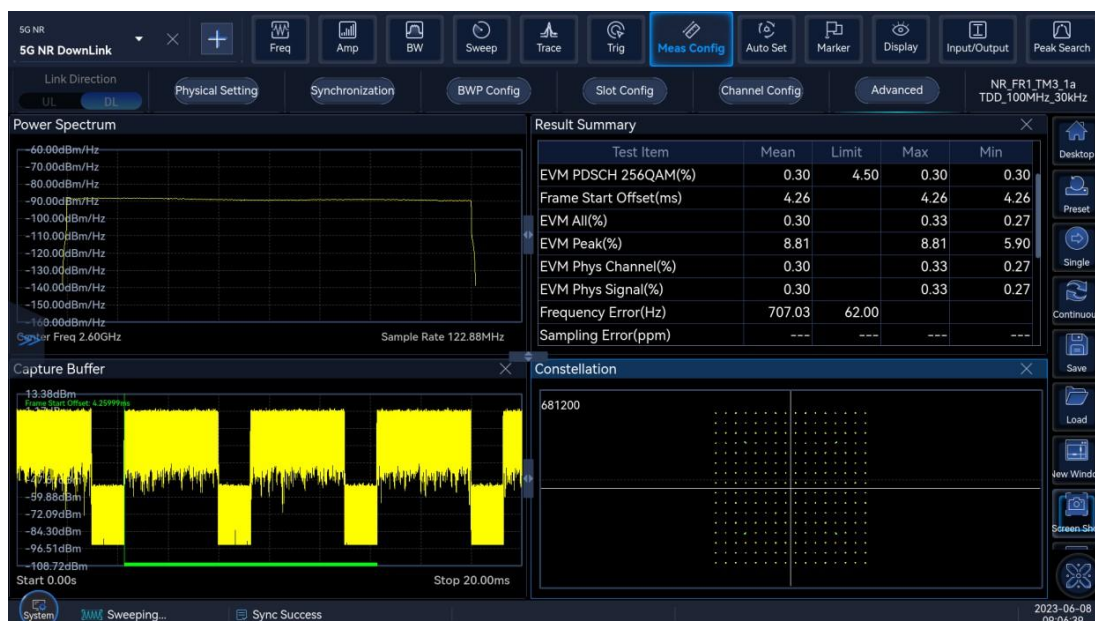 5G NR
5G NR DownLink
Freq
Amp
BW
Sweep
Trace
Trig
Meas Config
Auto Set
Marker
Display
Input/Output
Peak Search
Link Direction
UL DL
Physical Setting
Synchronization
BWP Config
Slot Config
Channel Config
Advanced
NR_FR1_TM3_1a
TDD_100MHz_30kHz
Power Spectrum
-60.00dBm/Hz
-70.00dBm/Hz
-80.00dBm/Hz
-90.00dBm/Hz
-100.00dBm/Hz
-110.00dBm/Hz
-120.00dBm/Hz
-130.00dBm/Hz
-140.00dBm/Hz
-150.00dBm/Hz
-160.00dBm/Hz
Center Freq 2.60GHz Sample Rate 122.88MHz
Result Summary
Test Item Mean Limit Max Min
EVM PDSCH 256QAM(%) 0.30 4.50 0.30 0.30
Frame Start Offset(ms) 4.26 4.26 4.26
EVM All(%) 0.30 0.33 0.27
EVM Peak(%) 8.81 8.81 5.90
EVM Phys Channel(%) 0.30 0.33 0.27
EVM Phys Signal(%) 0.30 0.33 0.27
Frequency Error(Hz) 707.03 62.00
Sampling Error(ppm) --- --- --- ---
Capture Buffer
13.38dBm
Frame Start Offset: 4.25999ms
-59.88dBm
-72.09dBm
-84.30dBm
-96.51dBm
-108.72dBm
Start 0.00s Stop 20.00ms
Constellation
681200
Desktop
Preset
Single
Continuou
Save
Load
New Windo
Screen Sho
System
Sweeping...
Sync Success
2023-06-08
09:06:39